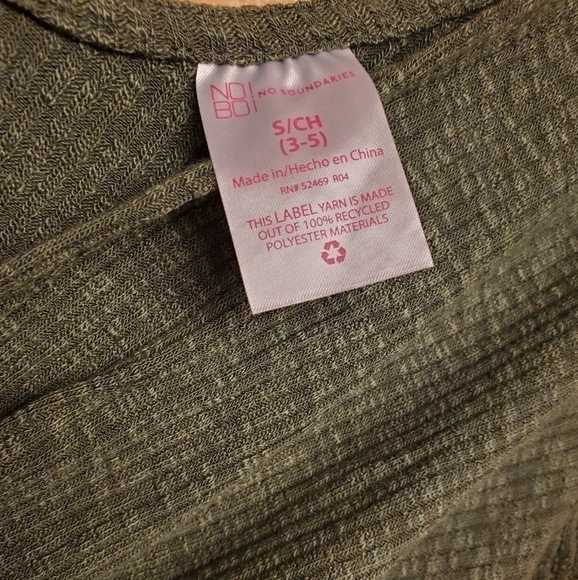 NO! NO BOUNDARIES
BO!
S/CH
(3-5)
Made in/Hecho en China
RN# 52469 R04
THIS LABEL YARN IS MADE
OUT OF 100% RECYCLED
POLYESTER MATERIALS